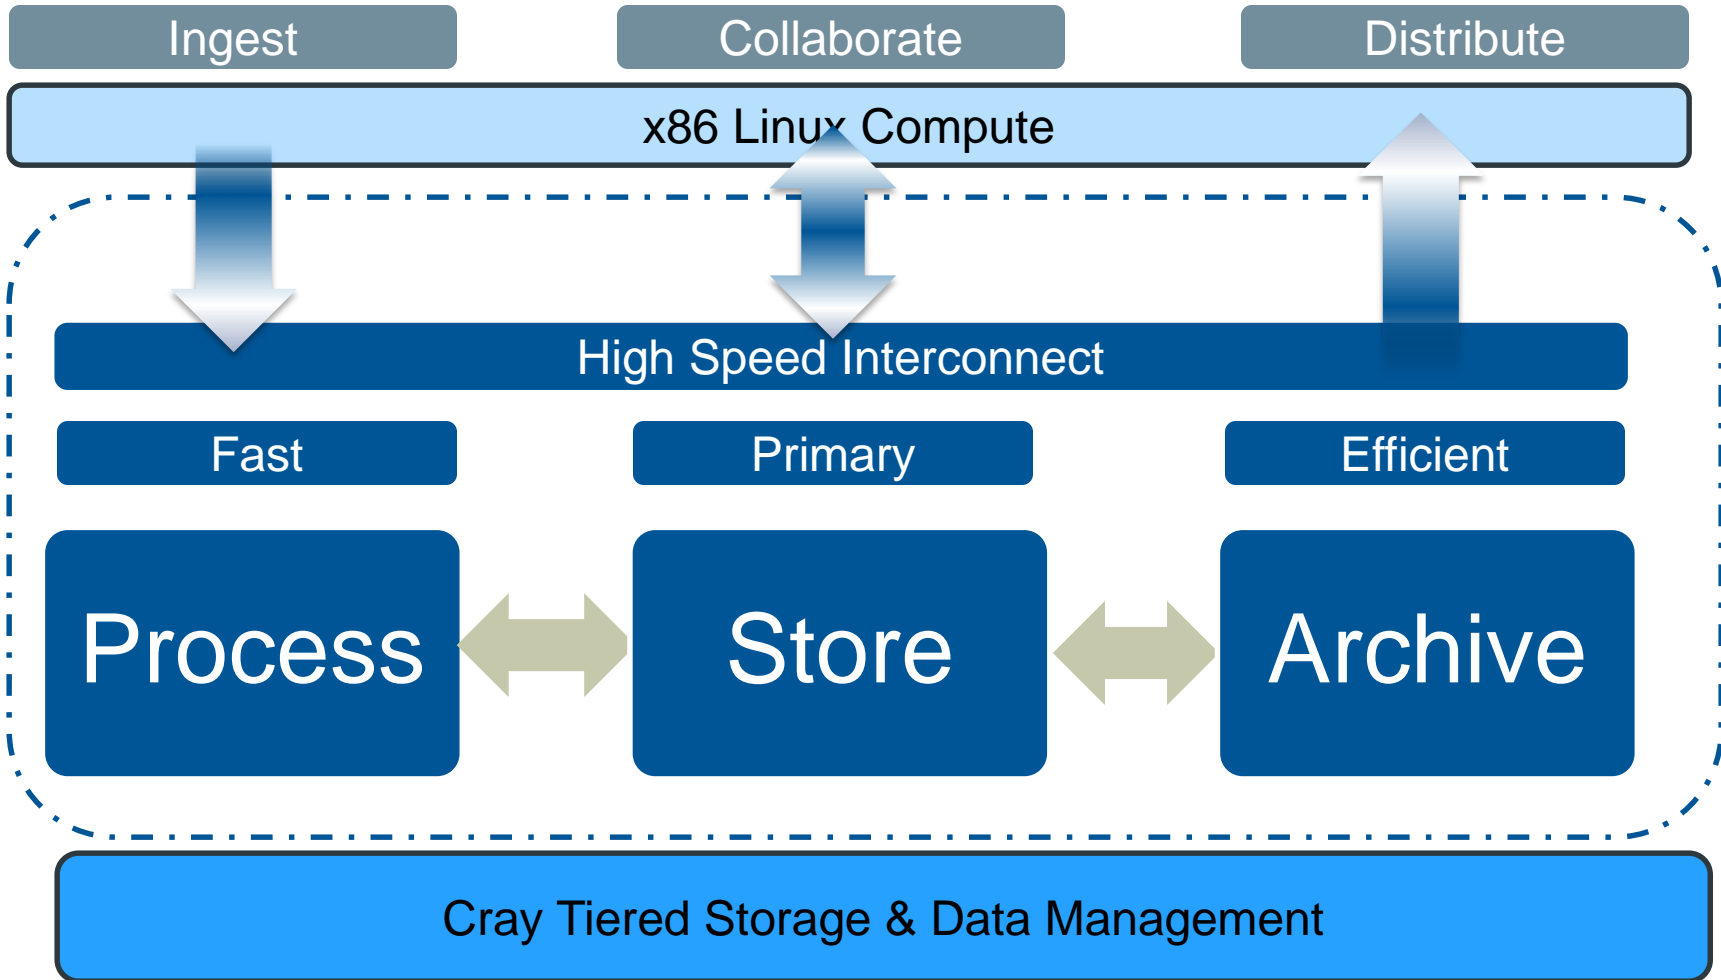 Ingest
Collaborate
Distribute
x86 Linux Compute
High Speed Interconnect
Fast
Primary
Efficient
Process
Store
Archive
Cray Tiered Storage & Data Management